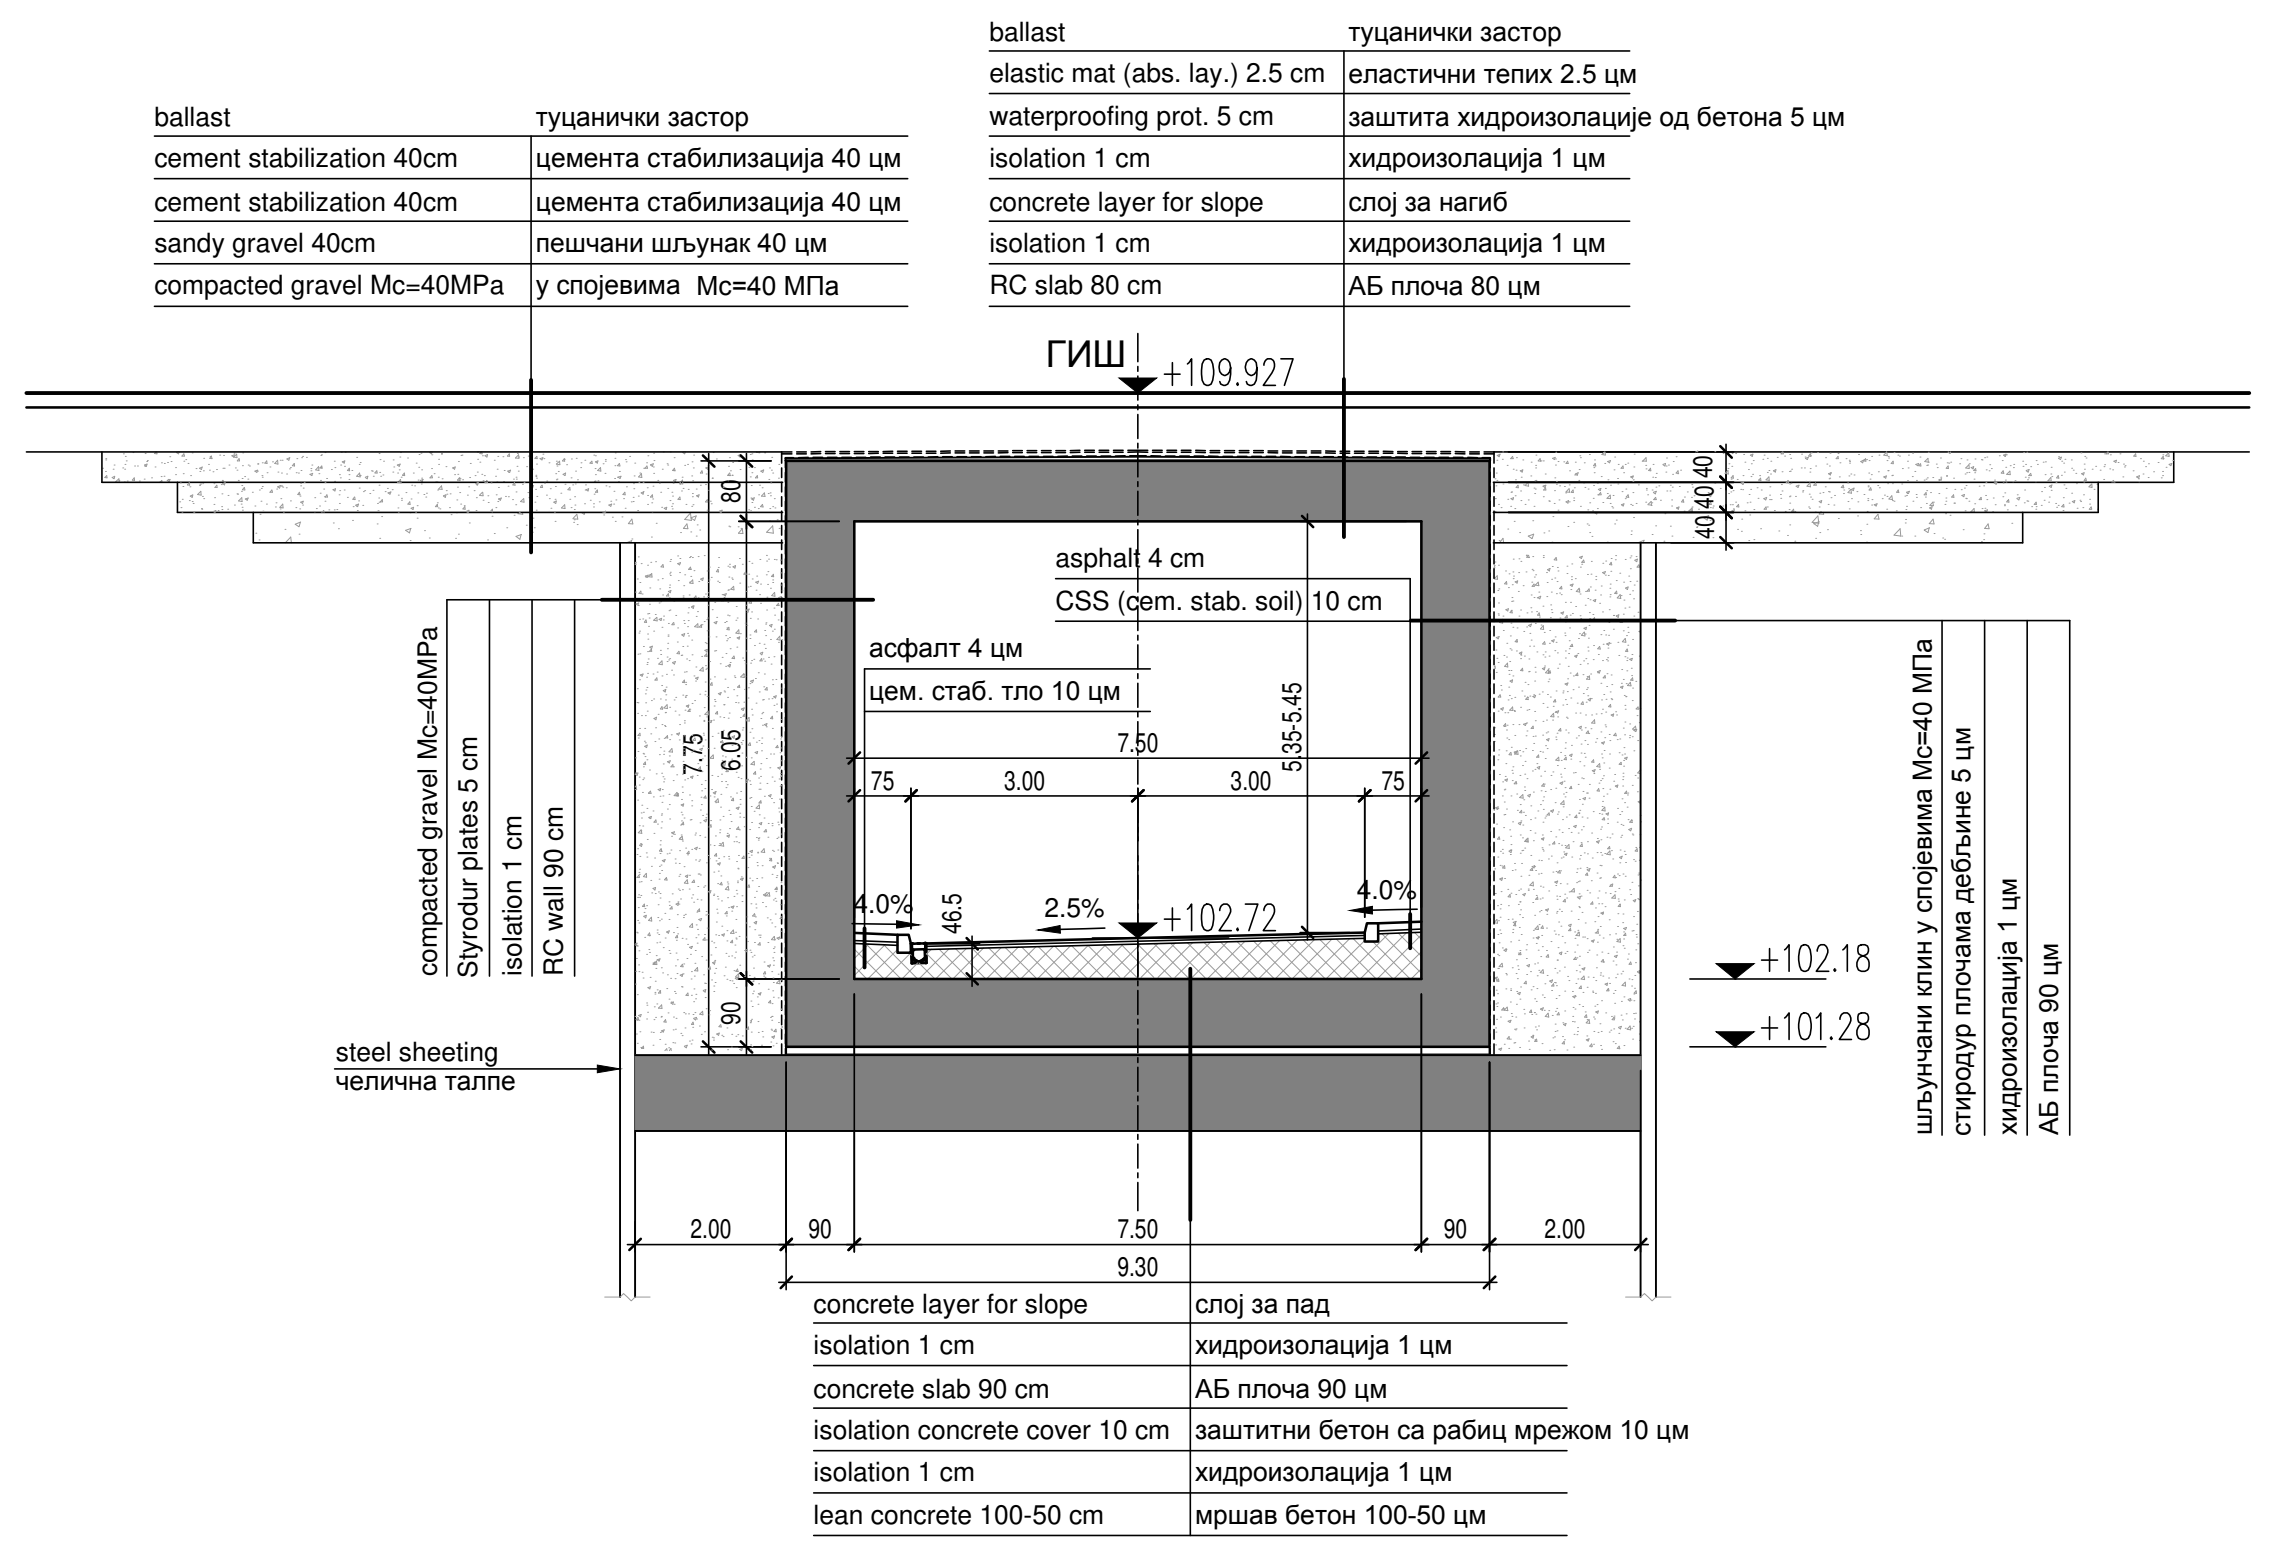 ballast туцанички застор
elastic mat (abs. lay.) 2.5 cm еластични тепих 2.5 цм
waterproofing prot. 5 cm заштита хидроизолације од бетона 5 цм
isolation 1 cm хидроизолација 1 цм
concrete layer for slope слој за нагиб
isolation 1 cm хидроизолација 1 цм
RC slab 80 cm АБ плоча 80 цм
ballast туцанички застор
cement stabilization 40cm цемента стабилизација 40 цм
cement stabilization 40cm цемента стабилизација 40 цм
sandy gravel 40cm пешчани шљунак 40 цм
compacted gravel Mc=40MPa у спојевима Mc=40 МПа
ГИШ
+109.927
80
40
40
40
asphalt 4 cm
CSS (cem. stab. soil) 10 cm
асфалт 4 цм
цем. стаб. тло 10 цм
7.75
6.05
5.35-5.45
7.50
75
3.00
3.00
75
compacted gravel Mc=40MPa
Styrodur plates 5 cm
isolation 1 cm
RC wall 90 cm
шљунчани клин у спојевима Mc=40 МПа
стиродур плочама дебљине 5 цм
хидроизолација 1 цм
АБ плоча 90 цм
4.0%
46.5
2.5%
+102.72
4.0%
+102.18
90
+101.28
steel sheeting
челична талпе
2.00
90
7.50
90
2.00
9.30
concrete layer for slope слој за пад
isolation 1 cm хидроизолација 1 цм
concrete slab 90 cm АБ плоча 90 цм
isolation concrete cover 10 cm заштитни бетон са рабиц мрежом 10 цм
isolation 1 cm хидроизолација 1 цм
lean concrete 100-50 cm мршав бетон 100-50 цм